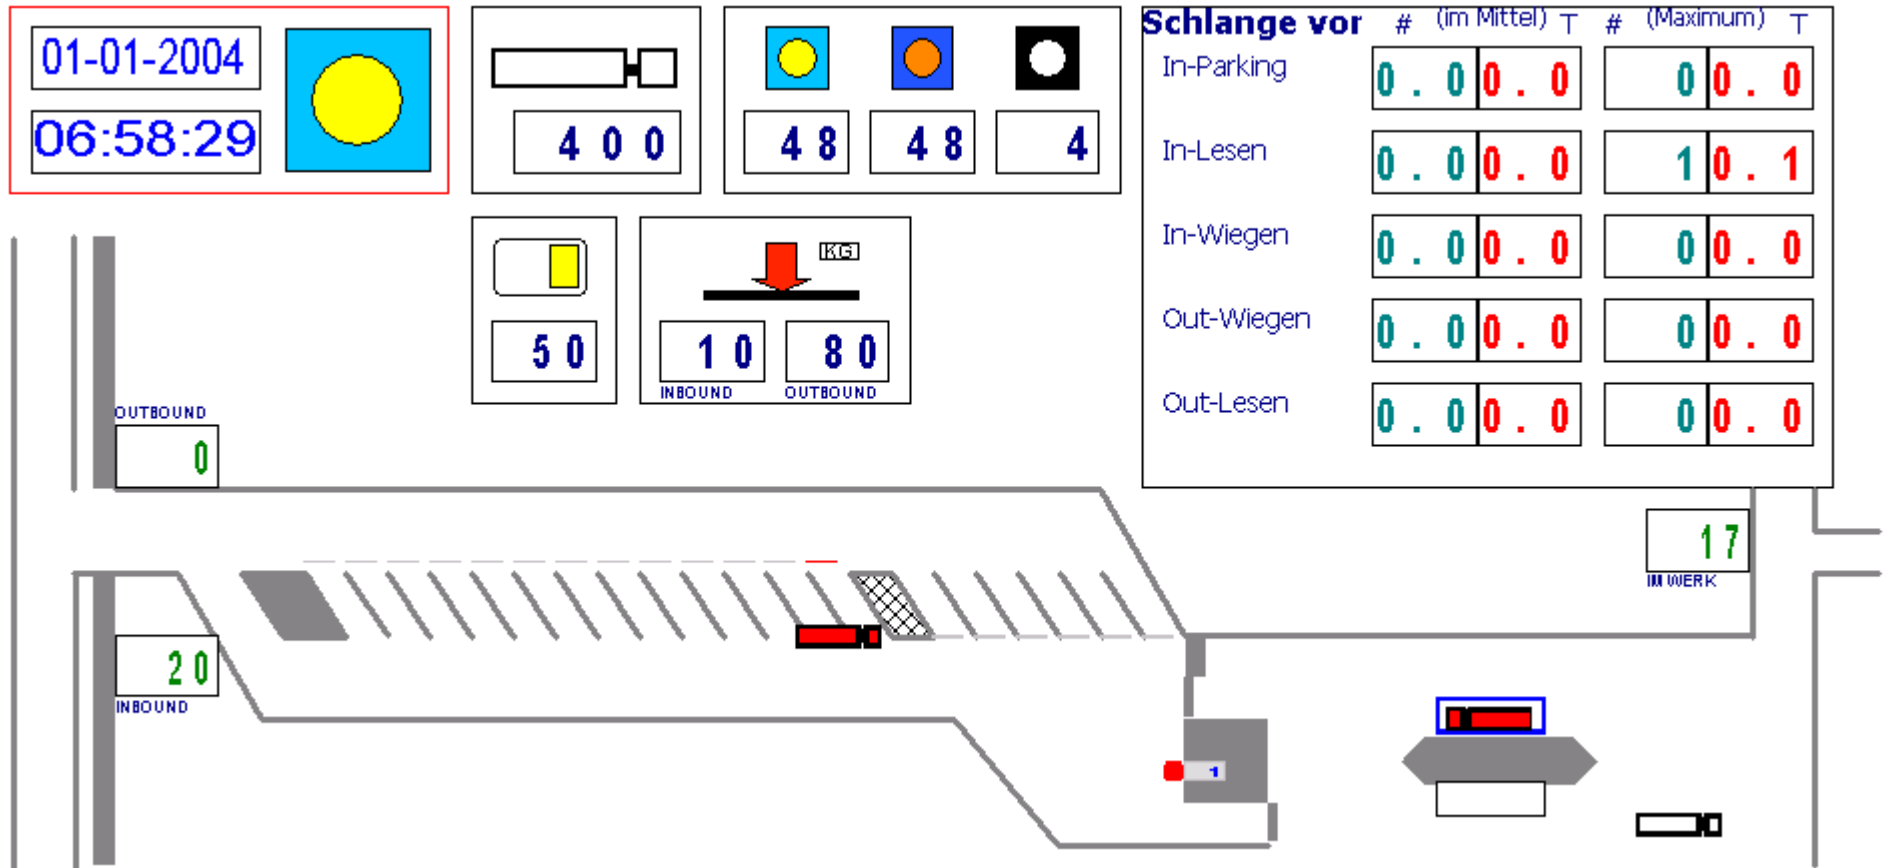 01-01-2004
06:58:29
400
48 48 4
Schlange vor # (im Mittel) T # (Maximum) T
In-Parking 0.0 0.0 0 0.0
In-Lesen 0.0 0.0 1 0.1
In-Wiegen 0.0 0.0 0 0.0
Out-Wiegen 0.0 0.0 0 0.0
Out-Lesen 0.0 0.0 0 0.0
KG
50
10 80
INBOUND OUTBOUND
OUTBOUND
0
17
IM WERK
20
INBOUND
1